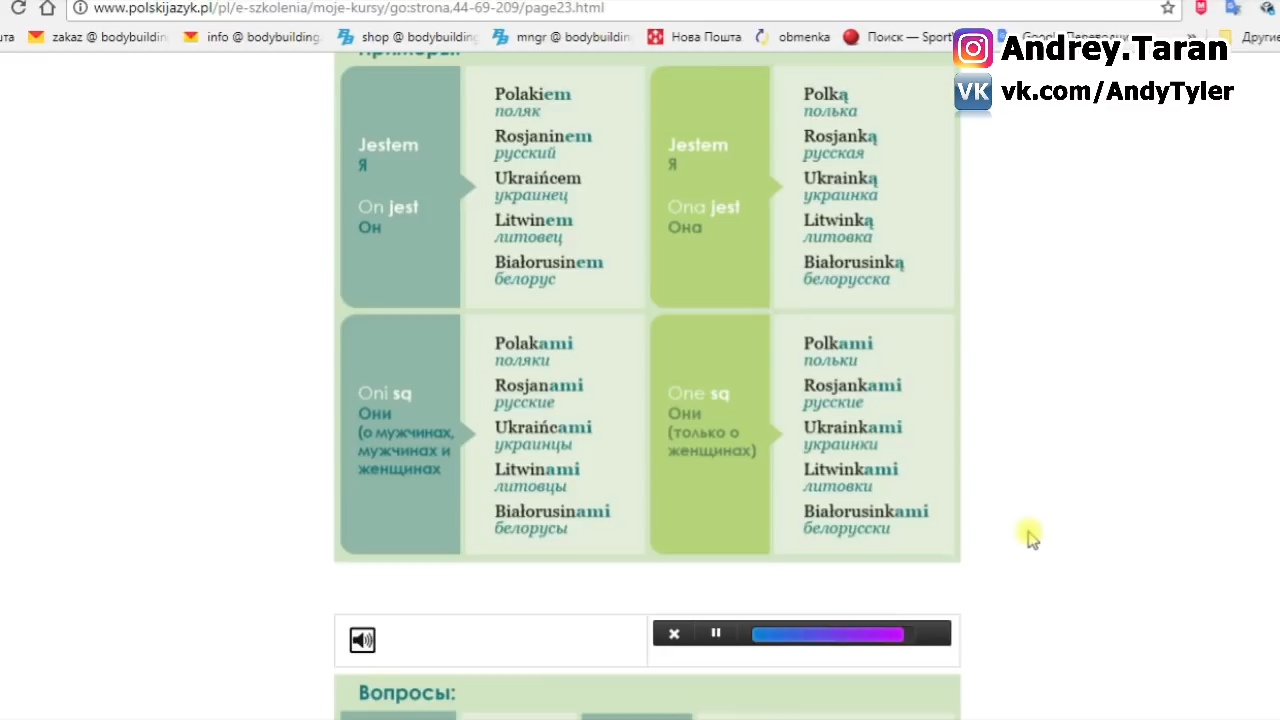 www.polskijazyk.pl/pl/e-szkolenia/moje-kursy/go:strona,44-69-209/page23.html
zakaz @ bodybuilding
info @ bodybuilding
shop @ bodybuilding
mngr @ bodybuildin
Нова Пошта
obmenka
Поиск — Sport
Другие
Andrey.Taran
VK vk.com/AndyTyler
Jestem
Я
On jest
Он
Polakiem
поляк
Rosjaninem
русский
Ukraińcem
украинец
Litwinem
литовец
Białorusinem
белорус
Jestem
Я
Ona jest
Она
Polką
полька
Rosjanką
русская
Ukrainką
украинка
Litwinką
литовка
Białorusinką
белорусска
Oni są
Они
(о мужчинах,
мужчинах и
женщинах
Polakami
поляки
Rosjanami
русские
Ukraińcami
украинцы
Litwinami
литовцы
Białorusinami
белорусы
One są
Они
(только о
женщинах)
Polkami
польки
Rosjankami
русские
Ukrainkami
украинки
Litwinkami
литовки
Białorusinkami
белорусски
Вопросы: